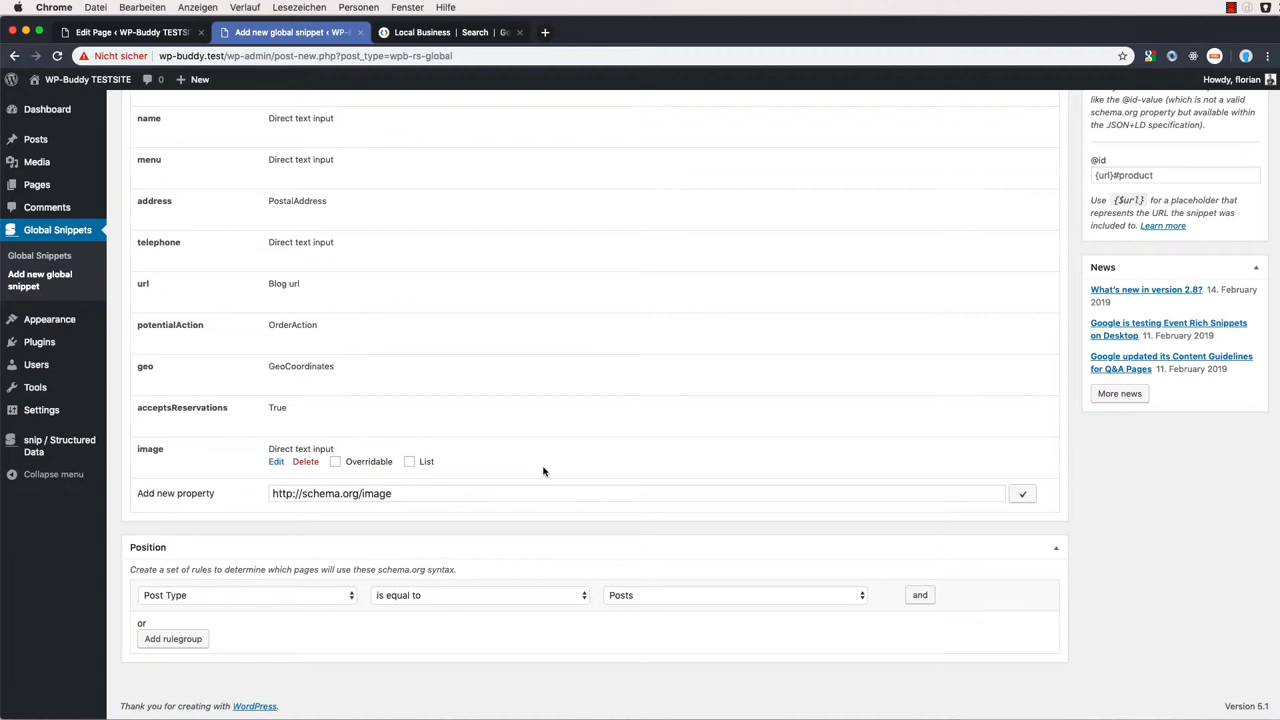 Chrome Datei Bearbeiten Anzeigen Verlauf Lesezeichen Personen Fenster Hilfe
Edit Page ‹ WP-Buddy TESTSITE
Add new global snippet ‹ WP-
Local Business | Search | Go
Nicht sicher wp-buddy.test/wp-admin/post-new.php?post_type=wpb-rs-global
WP-Buddy TESTSITE 0 New Howdy, florian
Dashboard
Posts
Media
Pages
Comments
Global Snippets
Global Snippets
Add new global
snippet
Appearance
Plugins
Users
Tools
Settings
snip / Structured
Data
Collapse menu
name Direct text input
menu Direct text input
address PostalAddress
telephone Direct text input
url Blog url
potentialAction OrderAction
geo GeoCoordinates
acceptsReservations True
image Direct text input
Edit Delete Overridable List
Add new property http://schema.org/image
Position
Create a set of rules to determine which pages will use these schema.org syntax.
Post Type is equal to Posts and
or
Add rulegroup
like the @id-value (which is not a valid
schema.org property but available within
the JSON+LD specification).
@id
{url}#product
Use {$url} for a placeholder that
represents the URL the snippet was
included to. Learn more
News
What's new in version 2.8? 14. February
2019
Google is testing Event Rich Snippets
on Desktop 11. February 2019
Google updated its Content Guidelines
for Q&A Pages 11. February 2019
More news
Thank you for creating with WordPress. Version 5.1